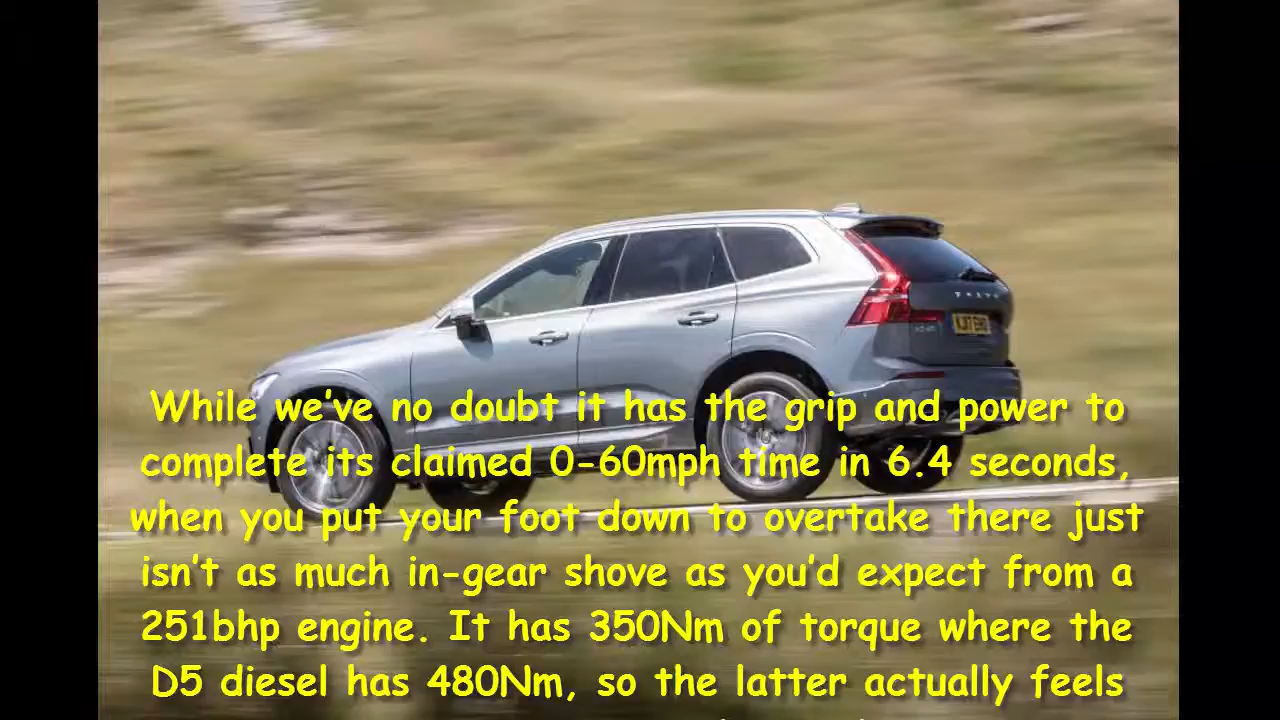 VOLVO
While we've no doubt it has the grip and power to
complete its claimed 0-60mph time in 6.4 seconds,
when you put your foot down to overtake there just
isn't as much in-gear shove as you'd expect from a
251bhp engine. It has 350Nm of torque where the
D5 diesel has 480Nm, so the latter actually feels